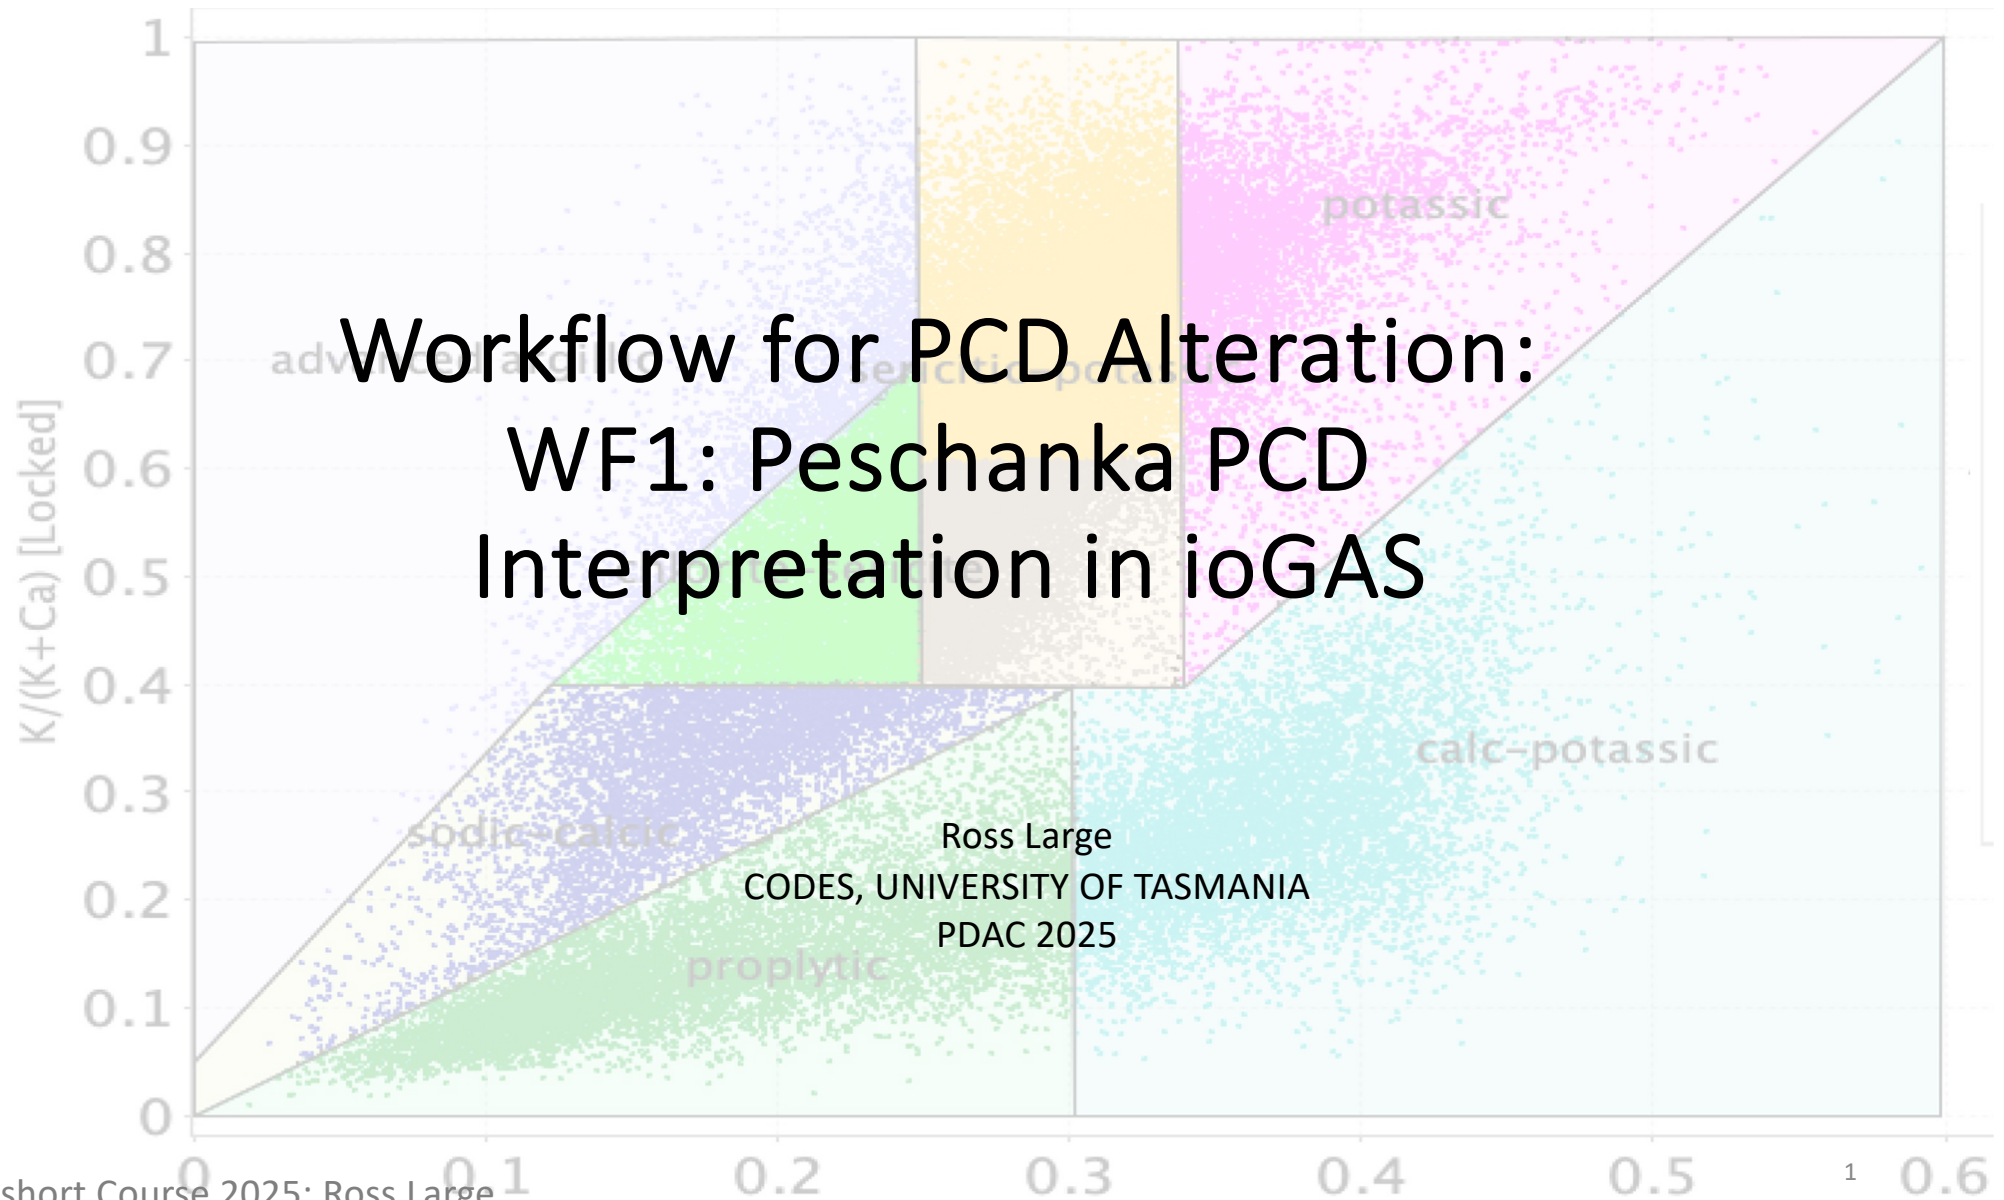 1
0.9
0.8
potassic
0.7
Workflow for PCD Alteration:
0.6
WF1: Peschanka PCD
K/(K+Ca) [Locked]
0.5
Interpretation in ioGAS
0.4
calc-potassic
0.3
sodic-calcic
Ross Large
0.2
CODES, UNIVERSITY OF TASMANIA
PDAC 2025
proplytic
0.1
0
0 0.1 0.2 0.3 0.4 0.5 0.6
1
short Course 2025: Ross Large